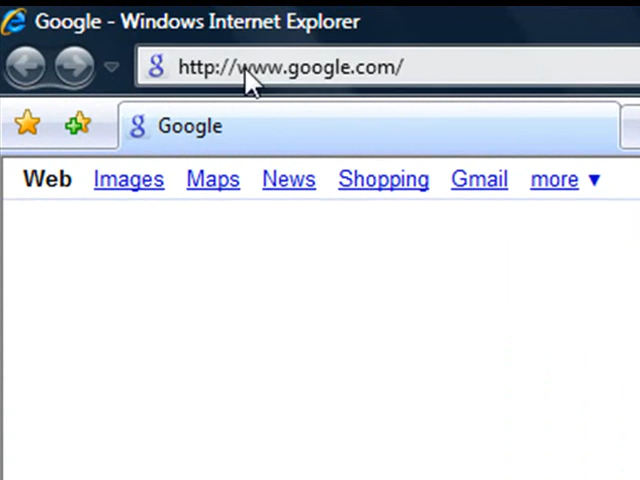 Google - Windows Internet Explorer
http://www.google.com/
Google
Web Images Maps News Shopping Gmail more ▼